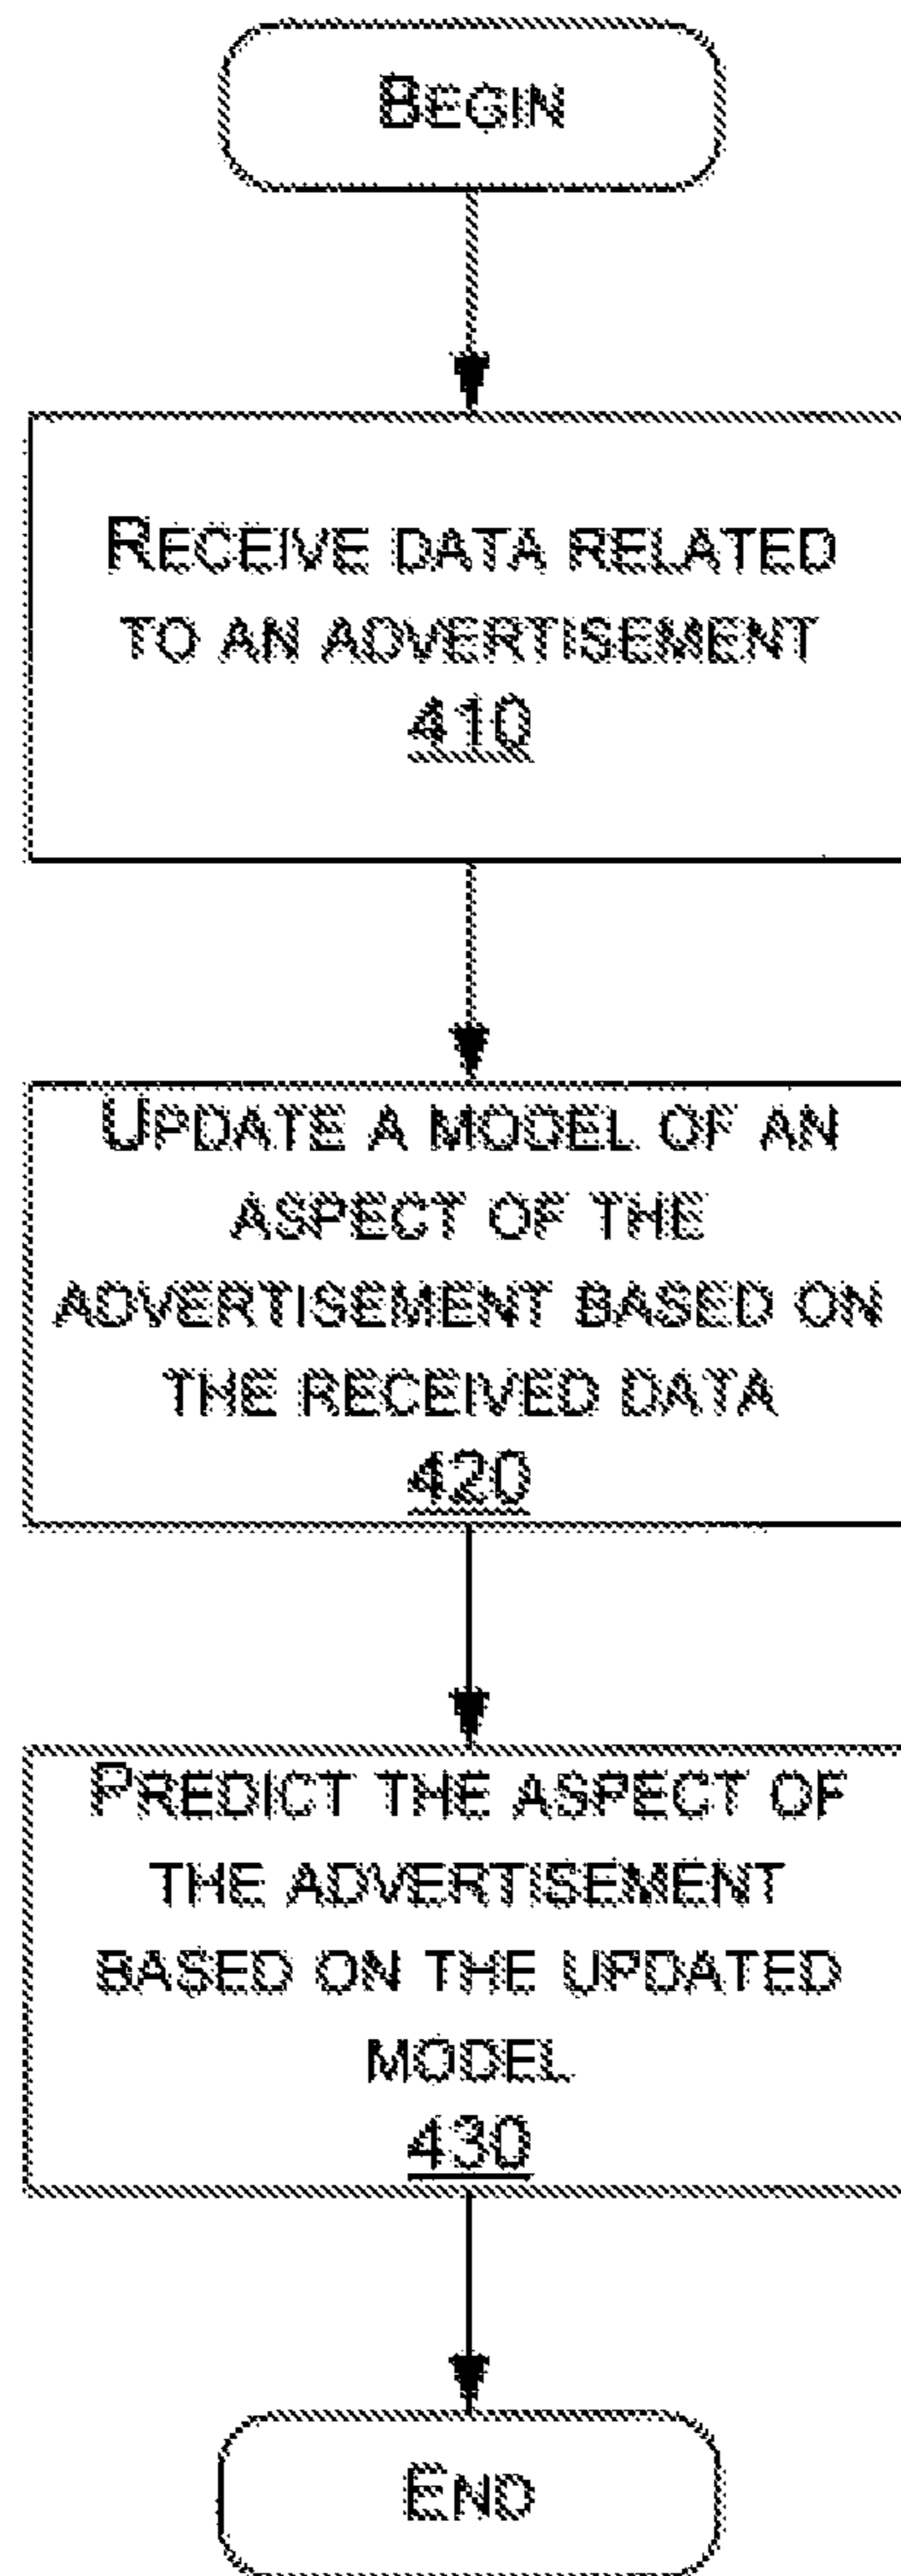 BEGIN
RECEIVE DATA RELATED
TO AN ADVERTISEMENT
410
UPDATE A MODEL OF AN
ASPECT OF THE
ADVERTISEMENT BASED ON
THE RECEIVED DATA
420
PREDICT THE ASPECT OF
THE ADVERTISEMENT
BASED ON THE UPDATED
MODEL
430
END